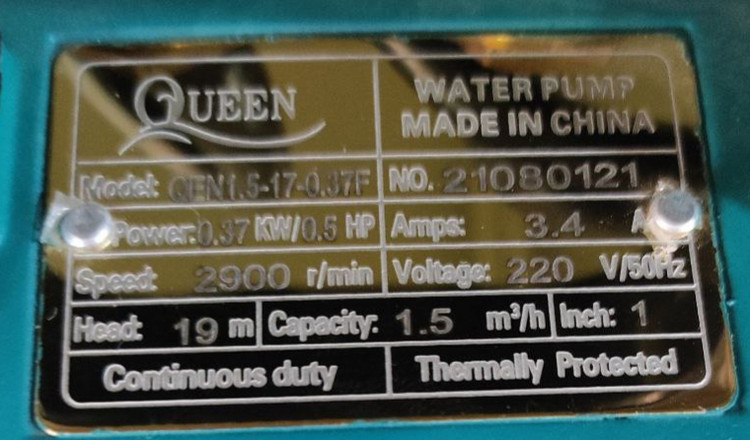 QUEEN
WATER PUMP
MADE IN CHINA
Model: QFN1.5-17-0.37F NO. 21080121
Power: 0.37 KW/0.5 HP Amps: 3.4 A
Speed: 2900 r/min Voltage: 220 V/50Hz
Head: 19 m Capacity: 1.5 m³/h Inch: 1
Continuous duty Thermally Protected